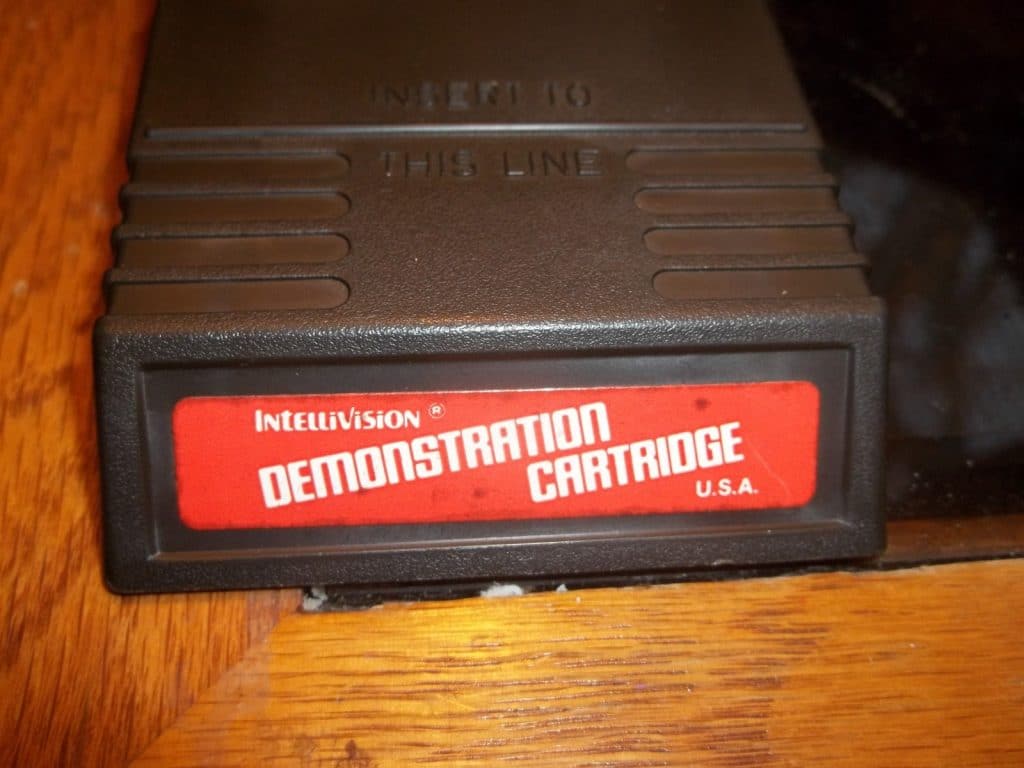 INSERT TO
THIS LINE
INTELLIVISION ®
DEMONSTRATION
CARTRIDGE
U.S.A.